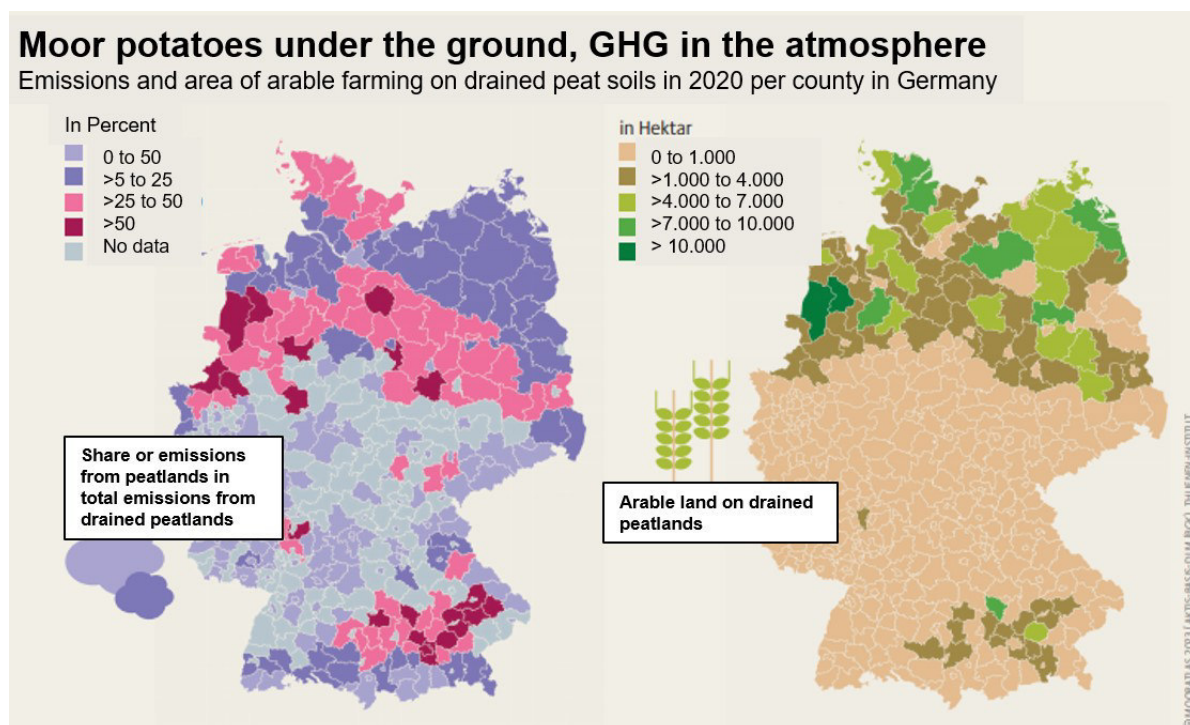 Moor potatoes under the ground, GHG in the atmosphere
Emissions and area of arable farming on drained peat soils in 2020 per county in Germany
In Percent
0 to 50
>5 to 25
>25 to 50
>50
No data
Share or emissions
from peatlands in
total emissions from
drained peatlands
in Hektar
0 to 1.000
>1.000 to 4.000
>4.000 to 7.000
>7.000 to 10.000
> 10.000
Arable land on drained
peatlands
MOORATLAS 2023 /